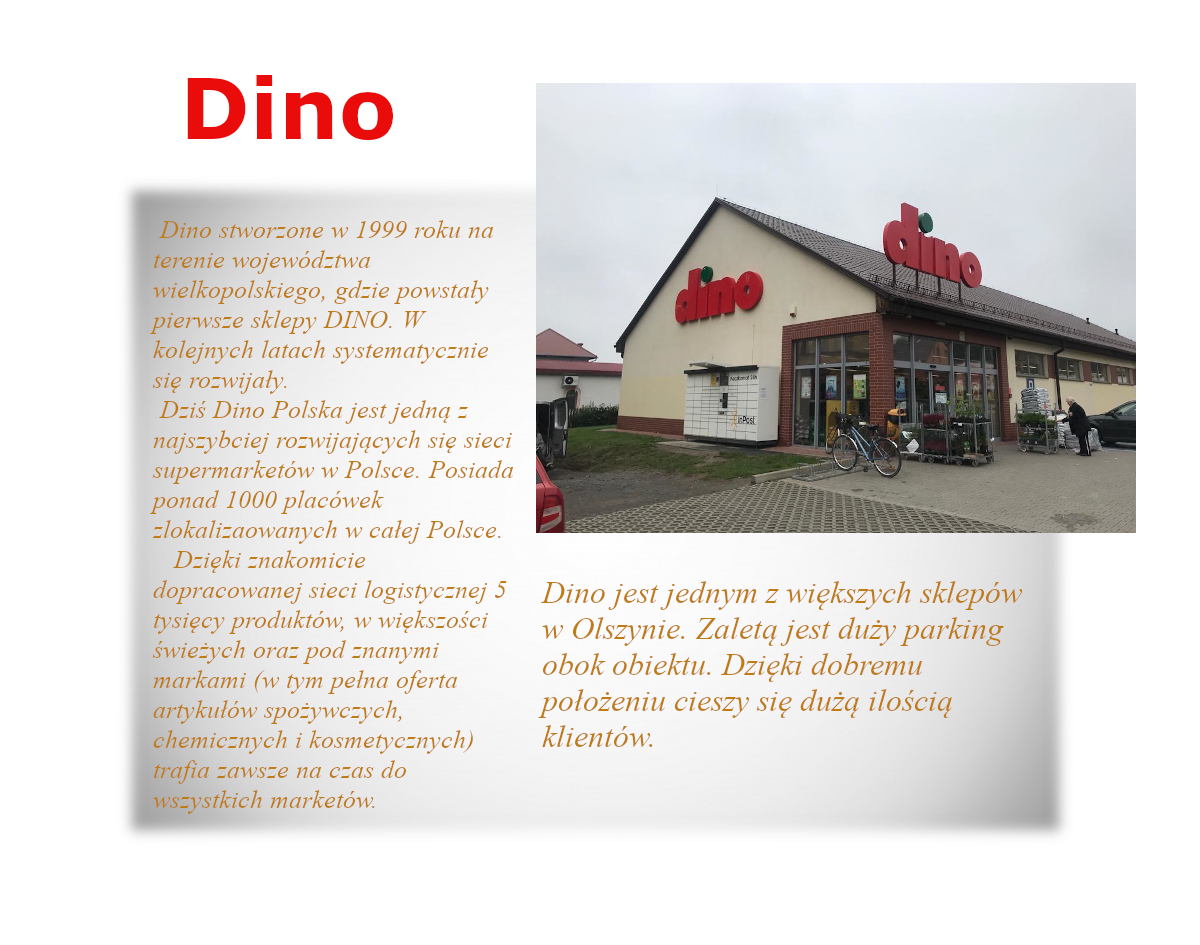 Dino
Dino stworzone w 1999 roku na
terenie województwa
wielkopolskiego, gdzie powstały
pierwsze sklepy DINO. W
kolejnych latach systematycznie
się rozwijały.
Dziś Dino Polska jest jedną z
najszybciej rozwijających się sieci
supermarketów w Polsce. Posiada
ponad 1000 placówek
zlokalizaowanych w całej Polsce.
Dzięki znakomicie
dopracowanej sieci logistycznej 5
tysięcy produktów, w większości
świeżych oraz pod znanymi
markami (w tym pełna oferta
artykułów spożywczych,
chemicznych i kosmetycznych)
trafia zawsze na czas do
wszystkich marketów.
dino
dino
Paczkomat 24h
InPost
Dino jest jednym z większych sklepów
w Olszynie. Zaletą jest duży parking
obok obiektu. Dzięki dobremu
położeniu cieszy się dużą ilością
klientów.